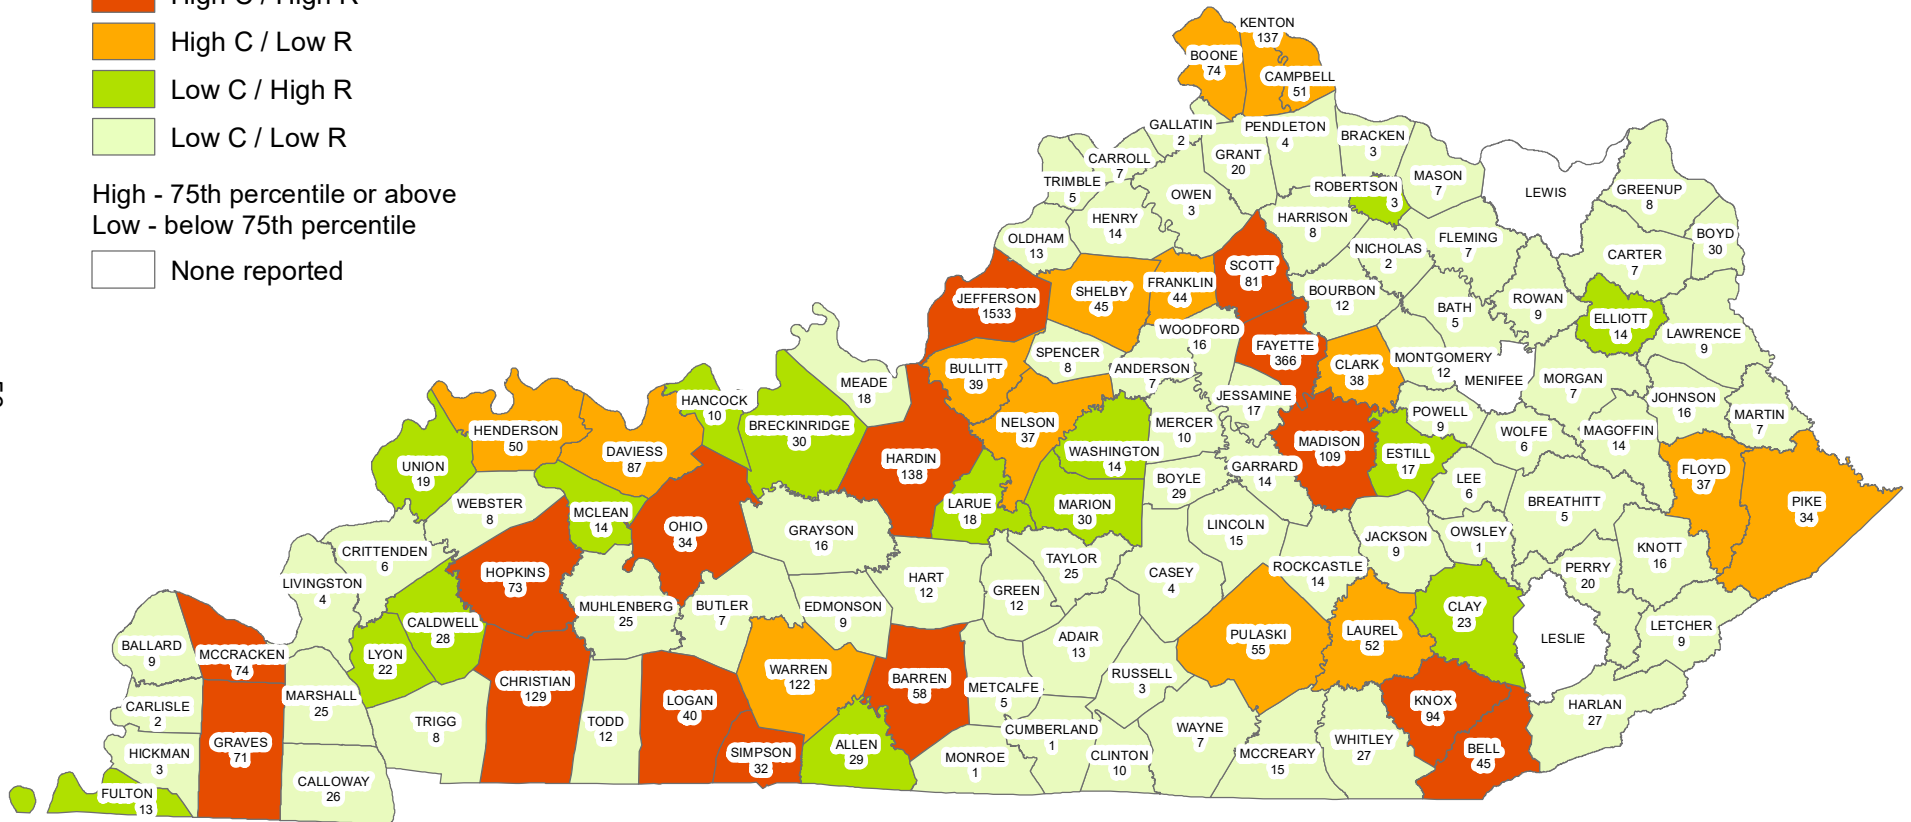 High C / High R
High C / Low R
Low C / High R
Low C / Low R
High - 75th percentile or above
Low - below 75th percentile
None reported
KENTON
137
BOONE
74
CAMPBELL
51
GALLATIN
2
PENDLETON
4
BRACKEN
3
CARROLL
7
GRANT
20
MASON
7
TRIMBLE
5
OWEN
3
ROBERTSON
3
LEWIS
GREENUP
8
HENRY
14
HARRISON
8
OLDHAM
13
NICHOLAS
2
FLEMING
7
BOYD
30
CARTER
7
SCOTT
81
JEFFERSON
1533
SHELBY
45
FRANKLIN
44
BOURBON
12
BATH
5
ROWAN
9
ELLIOTT
14
LAWRENCE
9
WOODFORD
16
FAYETTE
366
SPENCER
8
ANDERSON
7
CLARK
38
MONTGOMERY
12
MENIFEE
MORGAN
7
BULLITT
39
MEADE
18
HANCOCK
10
JESSAMINE
17
JOHNSON
16
MARTIN
7
HENDERSON
50
DAVIESS
87
BRECKINRIDGE
30
NELSON
37
MERCER
10
POWELL
9
WOLFE
6
MAGOFFIN
14
UNION
19
HARDIN
138
WASHINGTON
14
MADISON
109
ESTILL
17
GARRARD
14
LEE
6
FLOYD
37
PIKE
34
WEBSTER
8
MCLEAN
14
OHIO
34
GRAYSON
16
LARUE
18
MARION
30
BOYLE
29
LINCOLN
15
JACKSON
9
OWSLEY
1
BREATHITT
5
CRITTENDEN
6
LIVINGSTON
4
HOPKINS
73
MUHLENBERG
25
BUTLER
7
EDMONSON
9
HART
12
GREEN
12
TAYLOR
25
CASEY
4
ROCKCASTLE
14
PERRY
20
KNOTT
16
BALLARD
9
MCCRACKEN
74
LYON
22
CALDWELL
28
CLAY
23
LESLIE
LETCHER
9
PULASKI
55
LAUREL
52
ADAIR
13
WARREN
122
BARREN
58
METCALFE
5
RUSSELL
3
CARLISLE
2
MARSHALL
25
CHRISTIAN
129
LOGAN
40
KNOX
94
HARLAN
27
HICKMAN
3
GRAVES
71
TRIGG
8
TODD
12
SIMPSON
32
ALLEN
29
MONROE
1
CUMBERLAND
1
CLINTON
10
WAYNE
7
MCCREARY
15
WHITLEY
27
BELL
45
FULTON
13
CALLOWAY
26